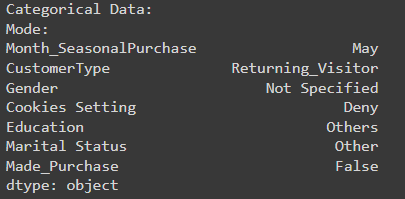 Categorical Data:
Mode:
Month_SeasonalPurchase May
CustomerType Returning_Visitor
Gender Not Specified
Cookies Setting Deny
Education Others
Marital Status Other
Made_Purchase False
dtype: object